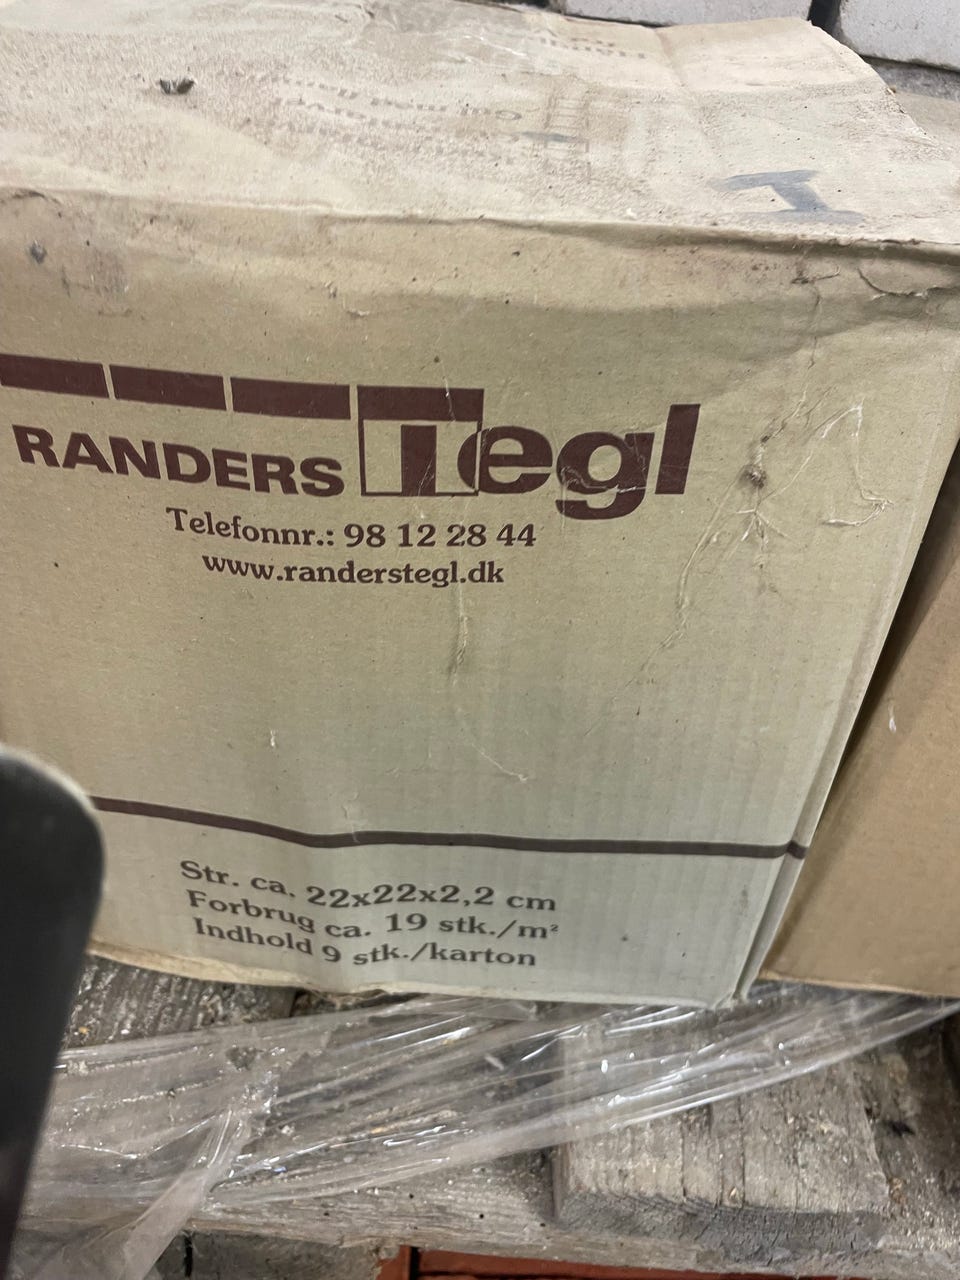 RANDERS Tegl
Telefonnr.: 98 12 28 44
www.randerstegl.dk
Str. ca. 22x22x2,2 cm
Forbrug ca. 19 stk./m²
Indhold 9 stk./karton